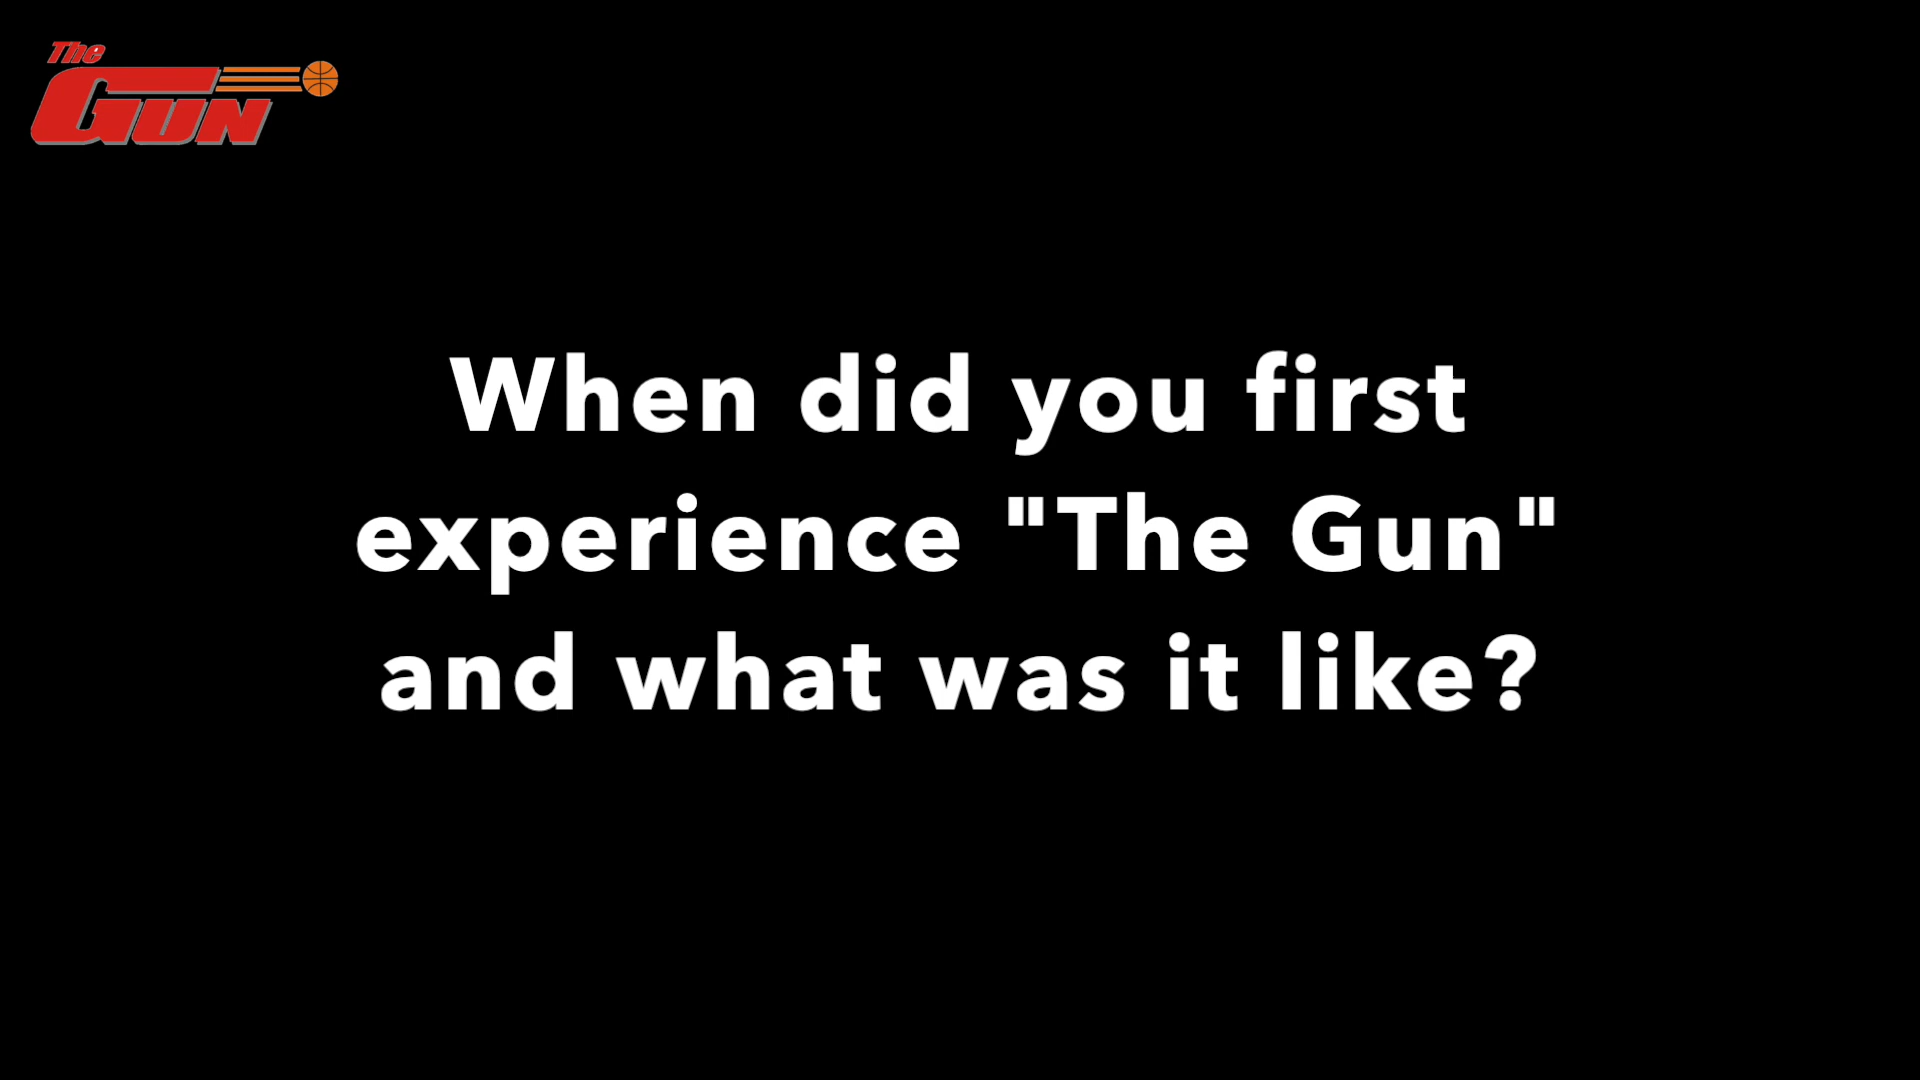 The
GUN
When did you first
experience "The Gun"
and what was it like?